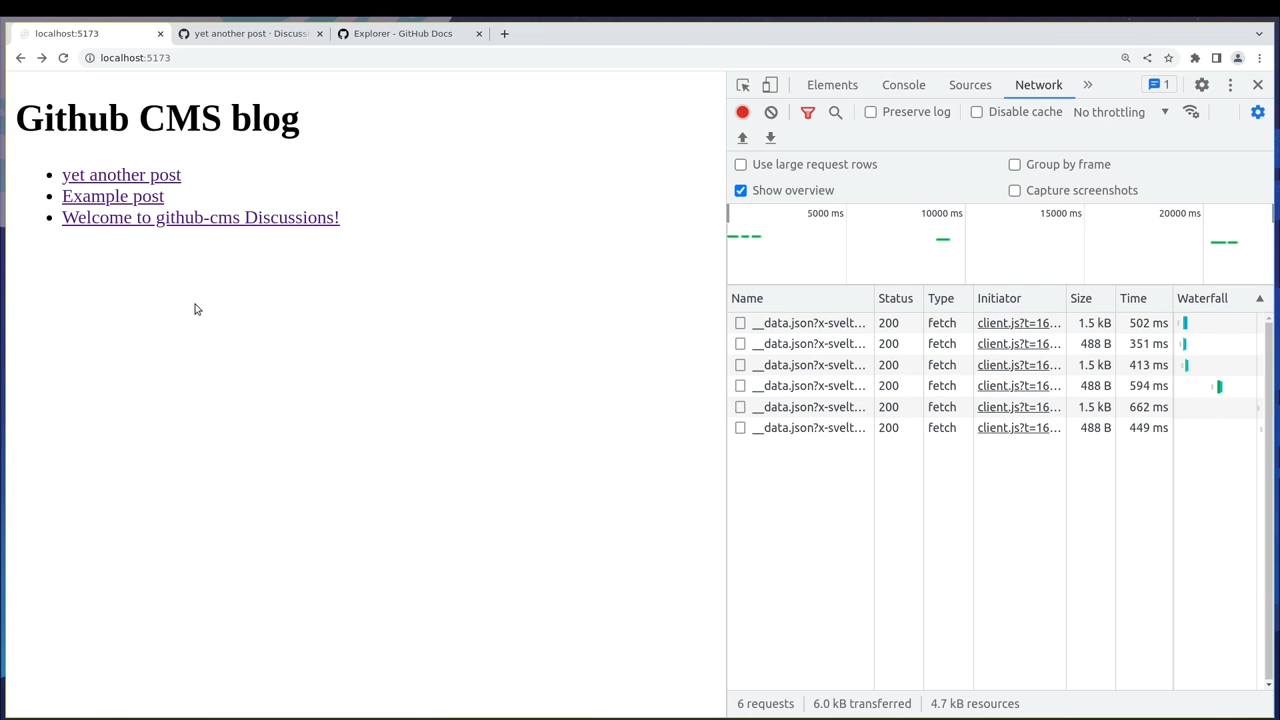 localhost:5173
yet another post · Discussi
Explorer - GitHub Docs
localhost:5173
Github CMS blog
yet another post
Example post
Welcome to github-cms Discussions!
Elements Console Sources Network 1
Preserve log Disable cache No throttling
Use large request rows Group by frame
Show overview Capture screenshots
5000 ms 10000 ms 15000 ms 20000 ms
Name Status Type Initiator Size Time Waterfall
__data.json?x-svelt... 200 fetch client.js?t=16... 1.5 kB 502 ms
__data.json?x-svelt... 200 fetch client.js?t=16... 488 B 351 ms
__data.json?x-svelt... 200 fetch client.js?t=16... 1.5 kB 413 ms
__data.json?x-svelt... 200 fetch client.js?t=16... 488 B 594 ms
__data.json?x-svelt... 200 fetch client.js?t=16... 1.5 kB 662 ms
__data.json?x-svelt... 200 fetch client.js?t=16... 488 B 449 ms
6 requests 6.0 kB transferred 4.7 kB resources